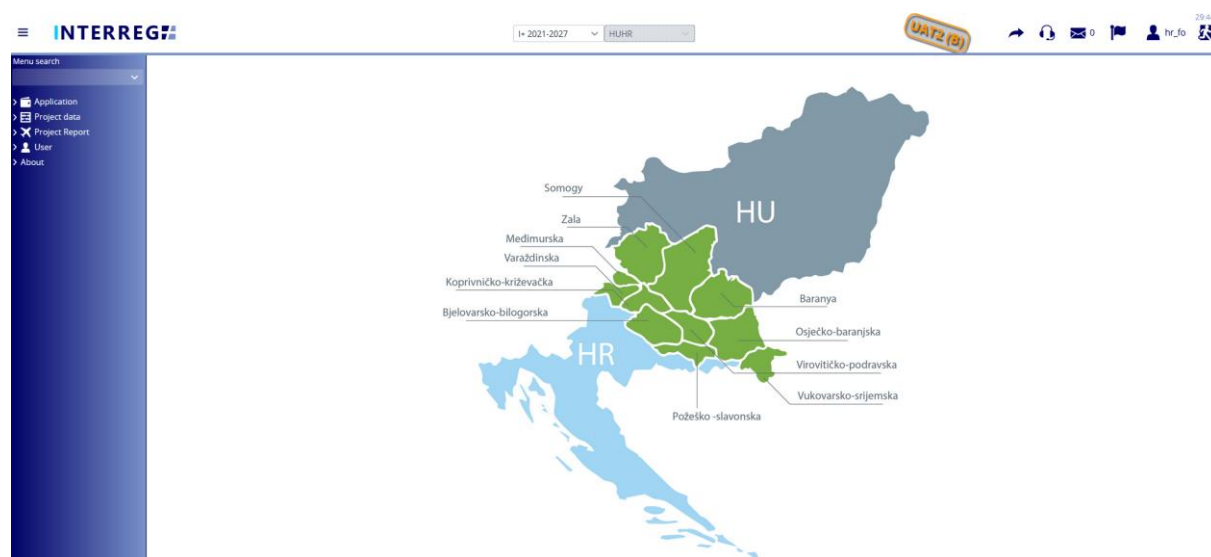 INTERREG
I+ 2021-2027
HUHR
UAT2 (B)
0
hr_fo
Menu search
Application
Project data
Project Report
User
About
Somogy
HU
Zala
Međimurska
Varaždinska
Koprivničko-križevačka
Baranya
Bjelovarsko-bilogorska
Osječko-baranjska
HR
Virovitičko-podravska
Vukovarsko-srijemska
Požeško -slavonska